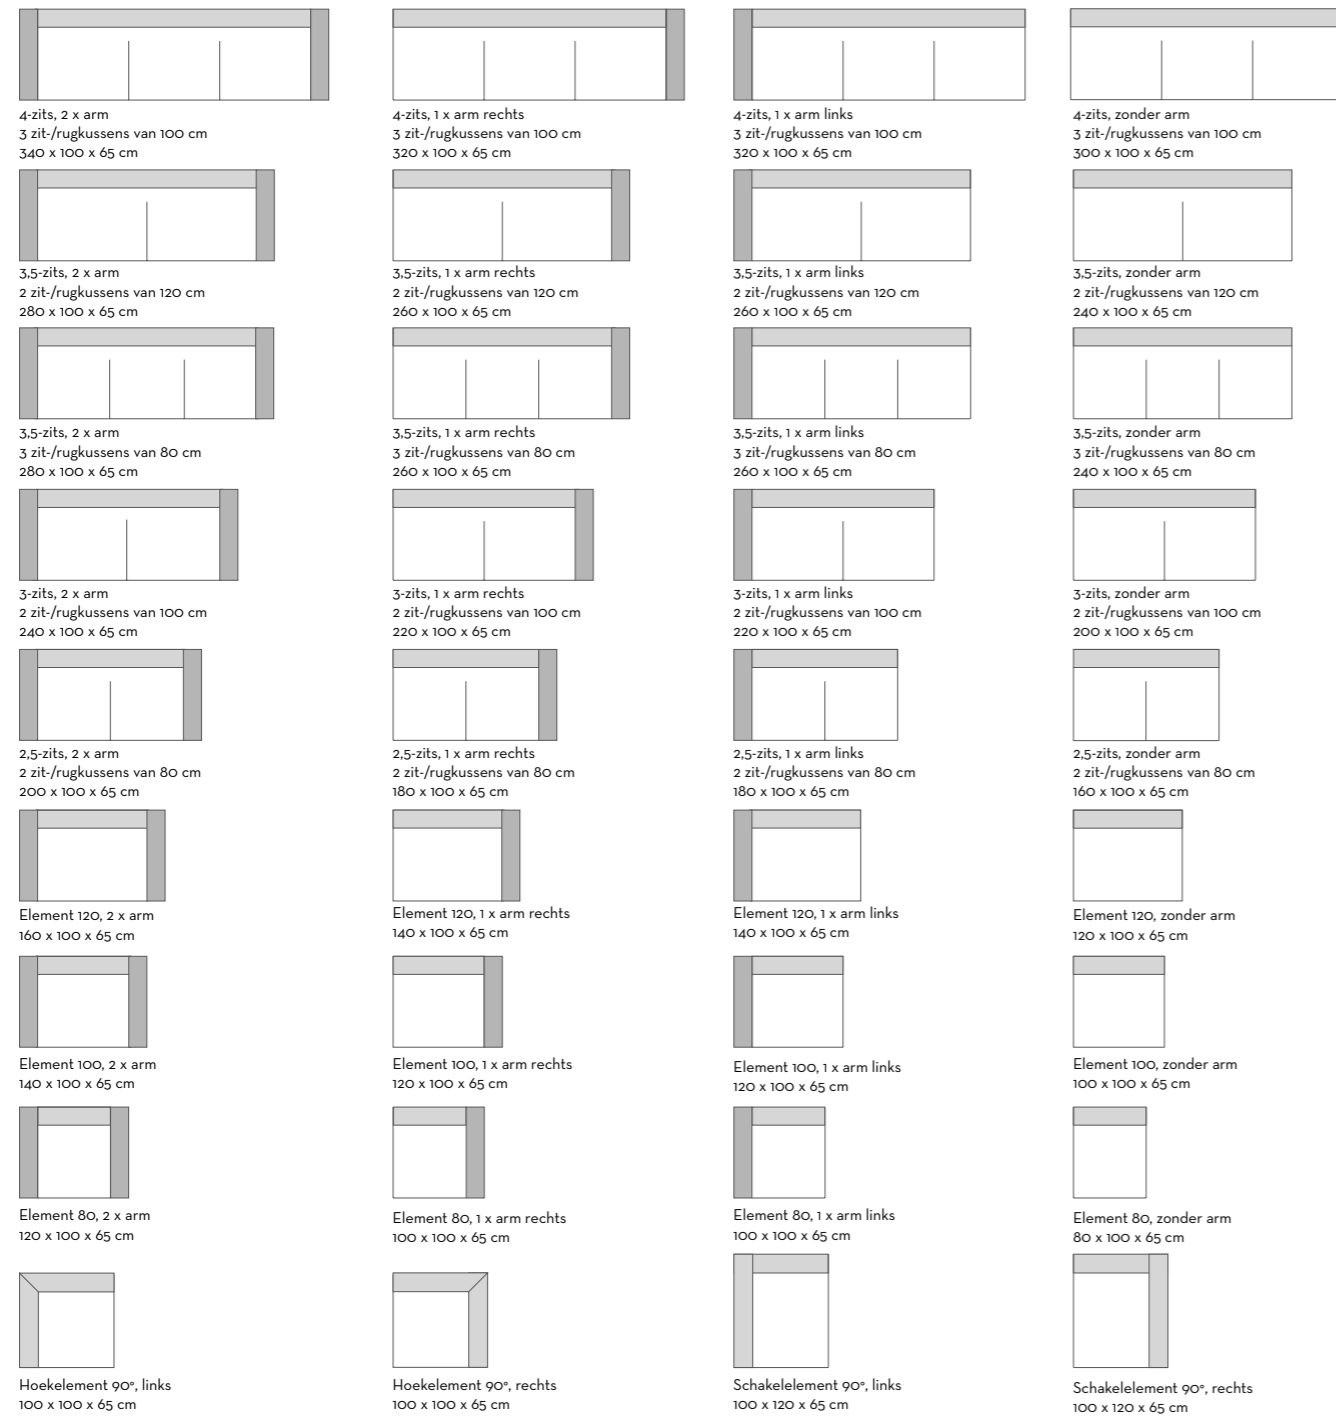 4-zits, 2 x arm
3 zit-/rugkussens van 100 cm
340 x 100 x 65 cm
4-zits, 1 x arm rechts
3 zit-/rugkussens van 100 cm
320 x 100 x 65 cm
4-zits, 1 x arm links
3 zit-/rugkussens van 100 cm
320 x 100 x 65 cm
4-zits, zonder arm
3 zit-/rugkussens van 100 cm
300 x 100 x 65 cm
3,5-zits, 2 x arm
2 zit-/rugkussens van 120 cm
280 x 100 x 65 cm
3,5-zits, 1 x arm rechts
2 zit-/rugkussens van 120 cm
260 x 100 x 65 cm
3,5-zits, 1 x arm links
2 zit-/rugkussens van 120 cm
260 x 100 x 65 cm
3,5-zits, zonder arm
2 zit-/rugkussens van 120 cm
240 x 100 x 65 cm
3,5-zits, 2 x arm
3 zit-/rugkussens van 80 cm
280 x 100 x 65 cm
3,5-zits, 1 x arm rechts
3 zit-/rugkussens van 80 cm
260 x 100 x 65 cm
3,5-zits, 1 x arm links
3 zit-/rugkussens van 80 cm
260 x 100 x 65 cm
3,5-zits, zonder arm
3 zit-/rugkussens van 80 cm
240 x 100 x 65 cm
3-zits, 2 x arm
2 zit-/rugkussens van 100 cm
240 x 100 x 65 cm
3-zits, 1 x arm rechts
2 zit-/rugkussens van 100 cm
220 x 100 x 65 cm
3-zits, 1 x arm links
2 zit-/rugkussens van 100 cm
220 x 100 x 65 cm
3-zits, zonder arm
2 zit-/rugkussens van 100 cm
200 x 100 x 65 cm
2,5-zits, 2 x arm
2 zit-/rugkussens van 80 cm
200 x 100 x 65 cm
2,5-zits, 1 x arm rechts
2 zit-/rugkussens van 80 cm
180 x 100 x 65 cm
2,5-zits, 1 x arm links
2 zit-/rugkussens van 80 cm
180 x 100 x 65 cm
2,5-zits, zonder arm
2 zit-/rugkussens van 80 cm
160 x 100 x 65 cm
Element 120, 2 x arm
160 x 100 x 65 cm
Element 120, 1 x arm rechts
140 x 100 x 65 cm
Element 120, 1 x arm links
140 x 100 x 65 cm
Element 120, zonder arm
120 x 100 x 65 cm
Element 100, 2 x arm
140 x 100 x 65 cm
Element 100, 1 x arm rechts
120 x 100 x 65 cm
Element 100, 1 x arm links
120 x 100 x 65 cm
Element 100, zonder arm
100 x 100 x 65 cm
Element 80, 2 x arm
120 x 100 x 65 cm
Element 80, 1 x arm rechts
100 x 100 x 65 cm
Element 80, 1 x arm links
100 x 100 x 65 cm
Element 80, zonder arm
80 x 100 x 65 cm
Hoekelement 90°, links
100 x 100 x 65 cm
Hoekelement 90°, rechts
100 x 100 x 65 cm
Schakelelement 90°, links
100 x 120 x 65 cm
Schakelelement 90°, rechts
100 x 120 x 65 cm